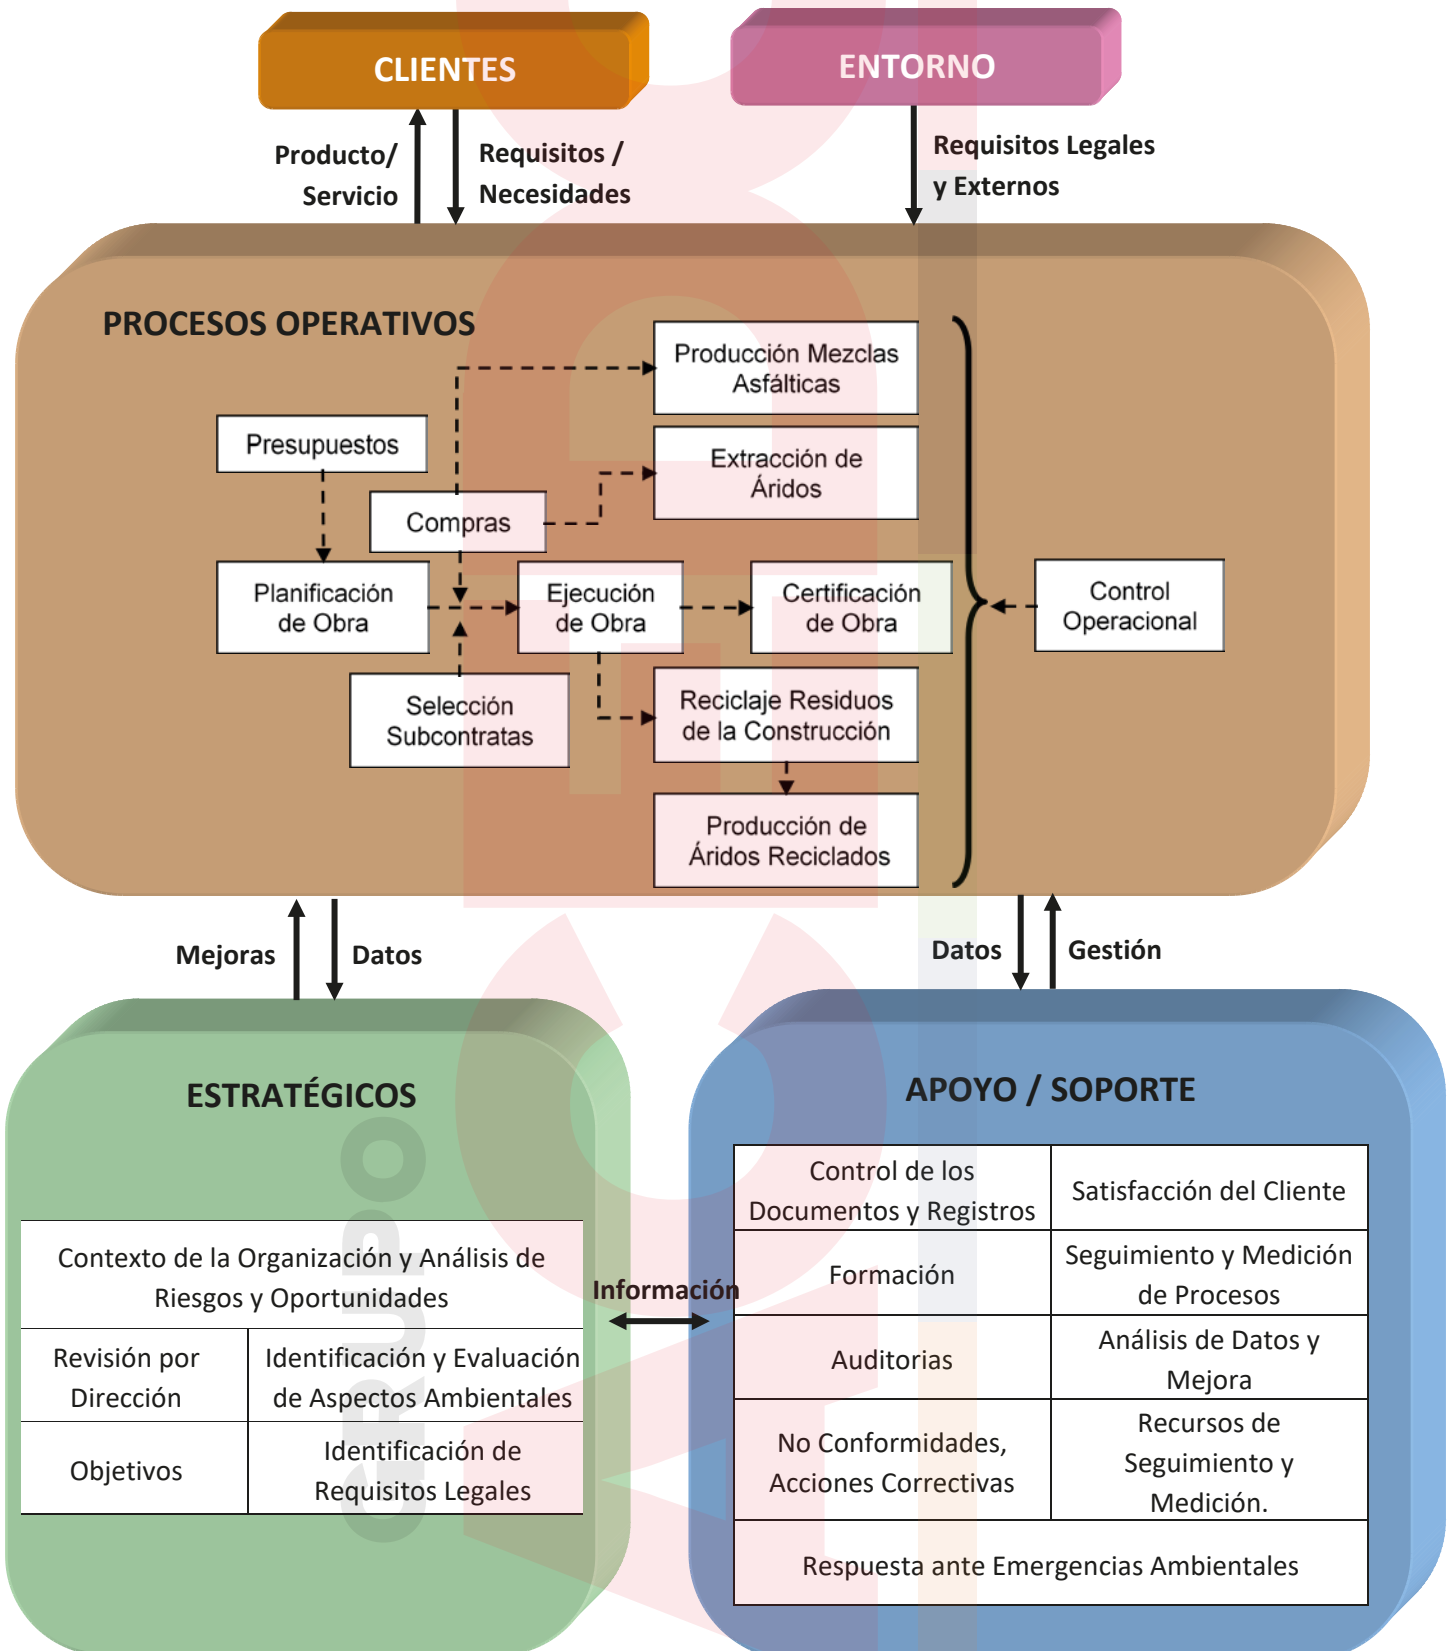 CLIENTES
ENTORNO
Producto/
Servicio
Requisitos /
Necesidades
Requisitos Legales
y Externos
PROCESOS OPERATIVOS
Producción Mezclas
Asfálticas
Presupuestos
Extracción de
Áridos
Compras
Planificación
de Obra
Ejecución
de Obra
Certificación
de Obra
Control
Operacional
Selección
Subcontratas
Reciclaje Residuos
de la Construcción
Producción de
Áridos Reciclados
Mejoras
Datos
Datos
Gestión
ESTRATÉGICOS
Contexto de la Organización y Análisis de
Riesgos y Oportunidades
Revisión por
Dirección
Identificación y Evaluación
de Aspectos Ambientales
Objetivos
Identificación de
Requisitos Legales
Información
APOYO / SOPORTE
Control de los
Documentos y Registros
Satisfacción del Cliente
Formación
Seguimiento y Medición
de Procesos
Auditorias
Análisis de Datos y
Mejora
No Conformidades,
Acciones Correctivas
Recursos de
Seguimiento y
Medición.
Respuesta ante Emergencias Ambientales
GRUPO